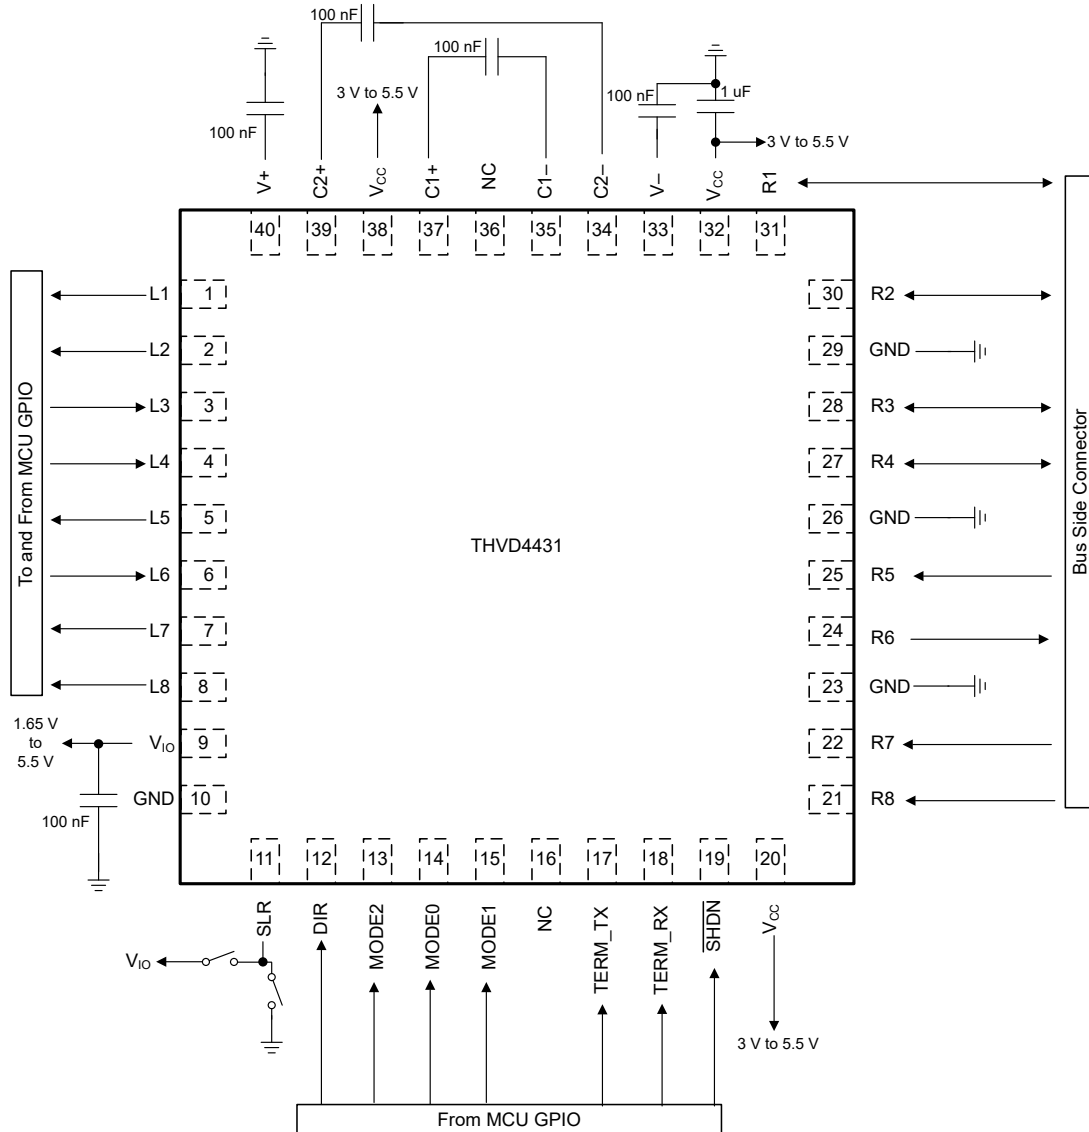 100 nF
100 nF
100 nF
1 uF
3 V to 5.5 V
100 nF
3 V to 5.5 V
V+
C2+
VCC
C1+
NC
C1–
C2–
V–
VCC
R1
40
39
38
37
36
35
34
33
32
31
To and From MCU GPIO
L1
1
L2
2
L3
3
L4
4
L5
5
L6
6
L7
7
L8
8
1.65 V
to
5.5 V
VIO
9
GND
10
100 nF
THVD4431
30
R2
29
GND
28
R3
27
R4
26
GND
25
R5
24
R6
23
GND
22
R7
21
R8
Bus Side Connector
11
12
13
14
15
16
17
18
19
20
SLR
DIR
MODE2
MODE0
MODE1
NC
TERM_TX
TERM_RX
SHDN
VCC
VIO
3 V to 5.5 V
From MCU GPIO